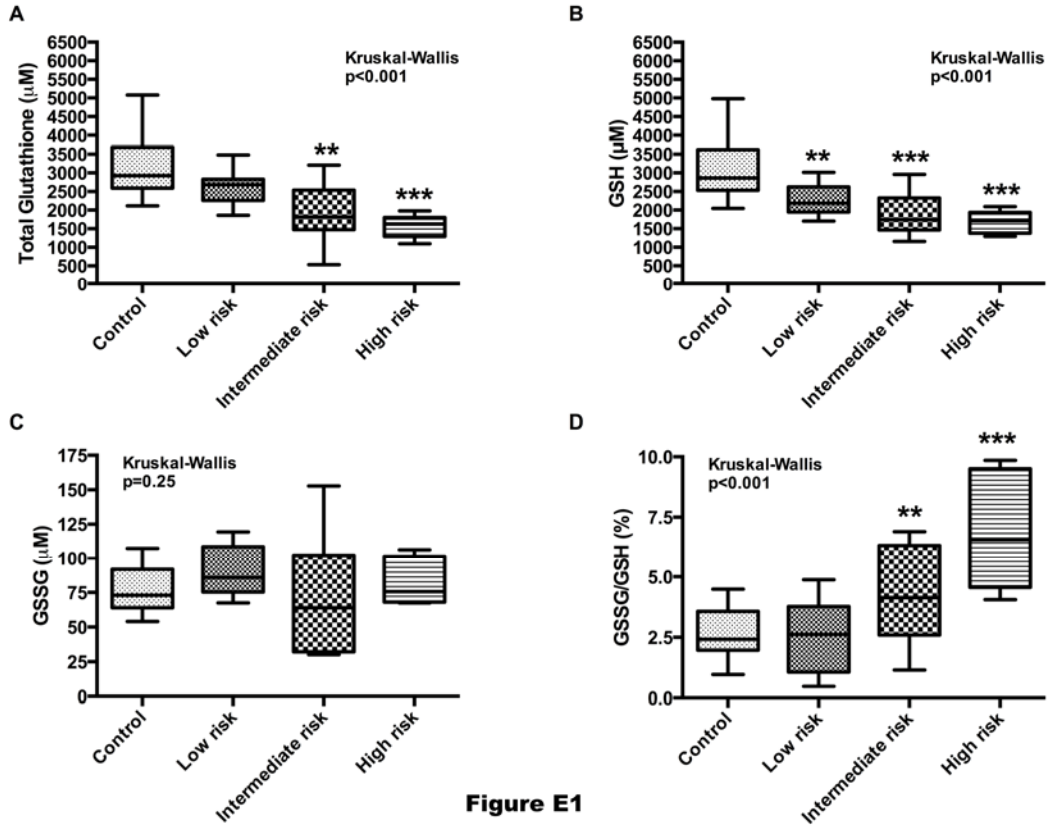 A
Kruskal-Wallis
p<0.001
Total Glutathione (μM)
6500
6000
5500
5000
4500
4000
3500
3000
2500
2000
1500
1000
500
0
**
***
Control
Low risk
Intermediate risk
High risk
B
Kruskal-Wallis
p<0.001
GSH (μM)
6500
6000
5500
5000
4500
4000
3500
3000
2500
2000
1500
1000
500
0
**
***
***
Control
Low risk
Intermediate risk
High risk
C
Kruskal-Wallis
p=0.25
GSSG (μM)
175
150
125
100
75
50
25
0
Control
Low risk
Intermediate risk
High risk
D
Kruskal-Wallis
p<0.001
GSSG/GSH (%)
10.0
7.5
5.0
2.5
0.0
**
***
Control
Low risk
Intermediate risk
High risk
Figure E1